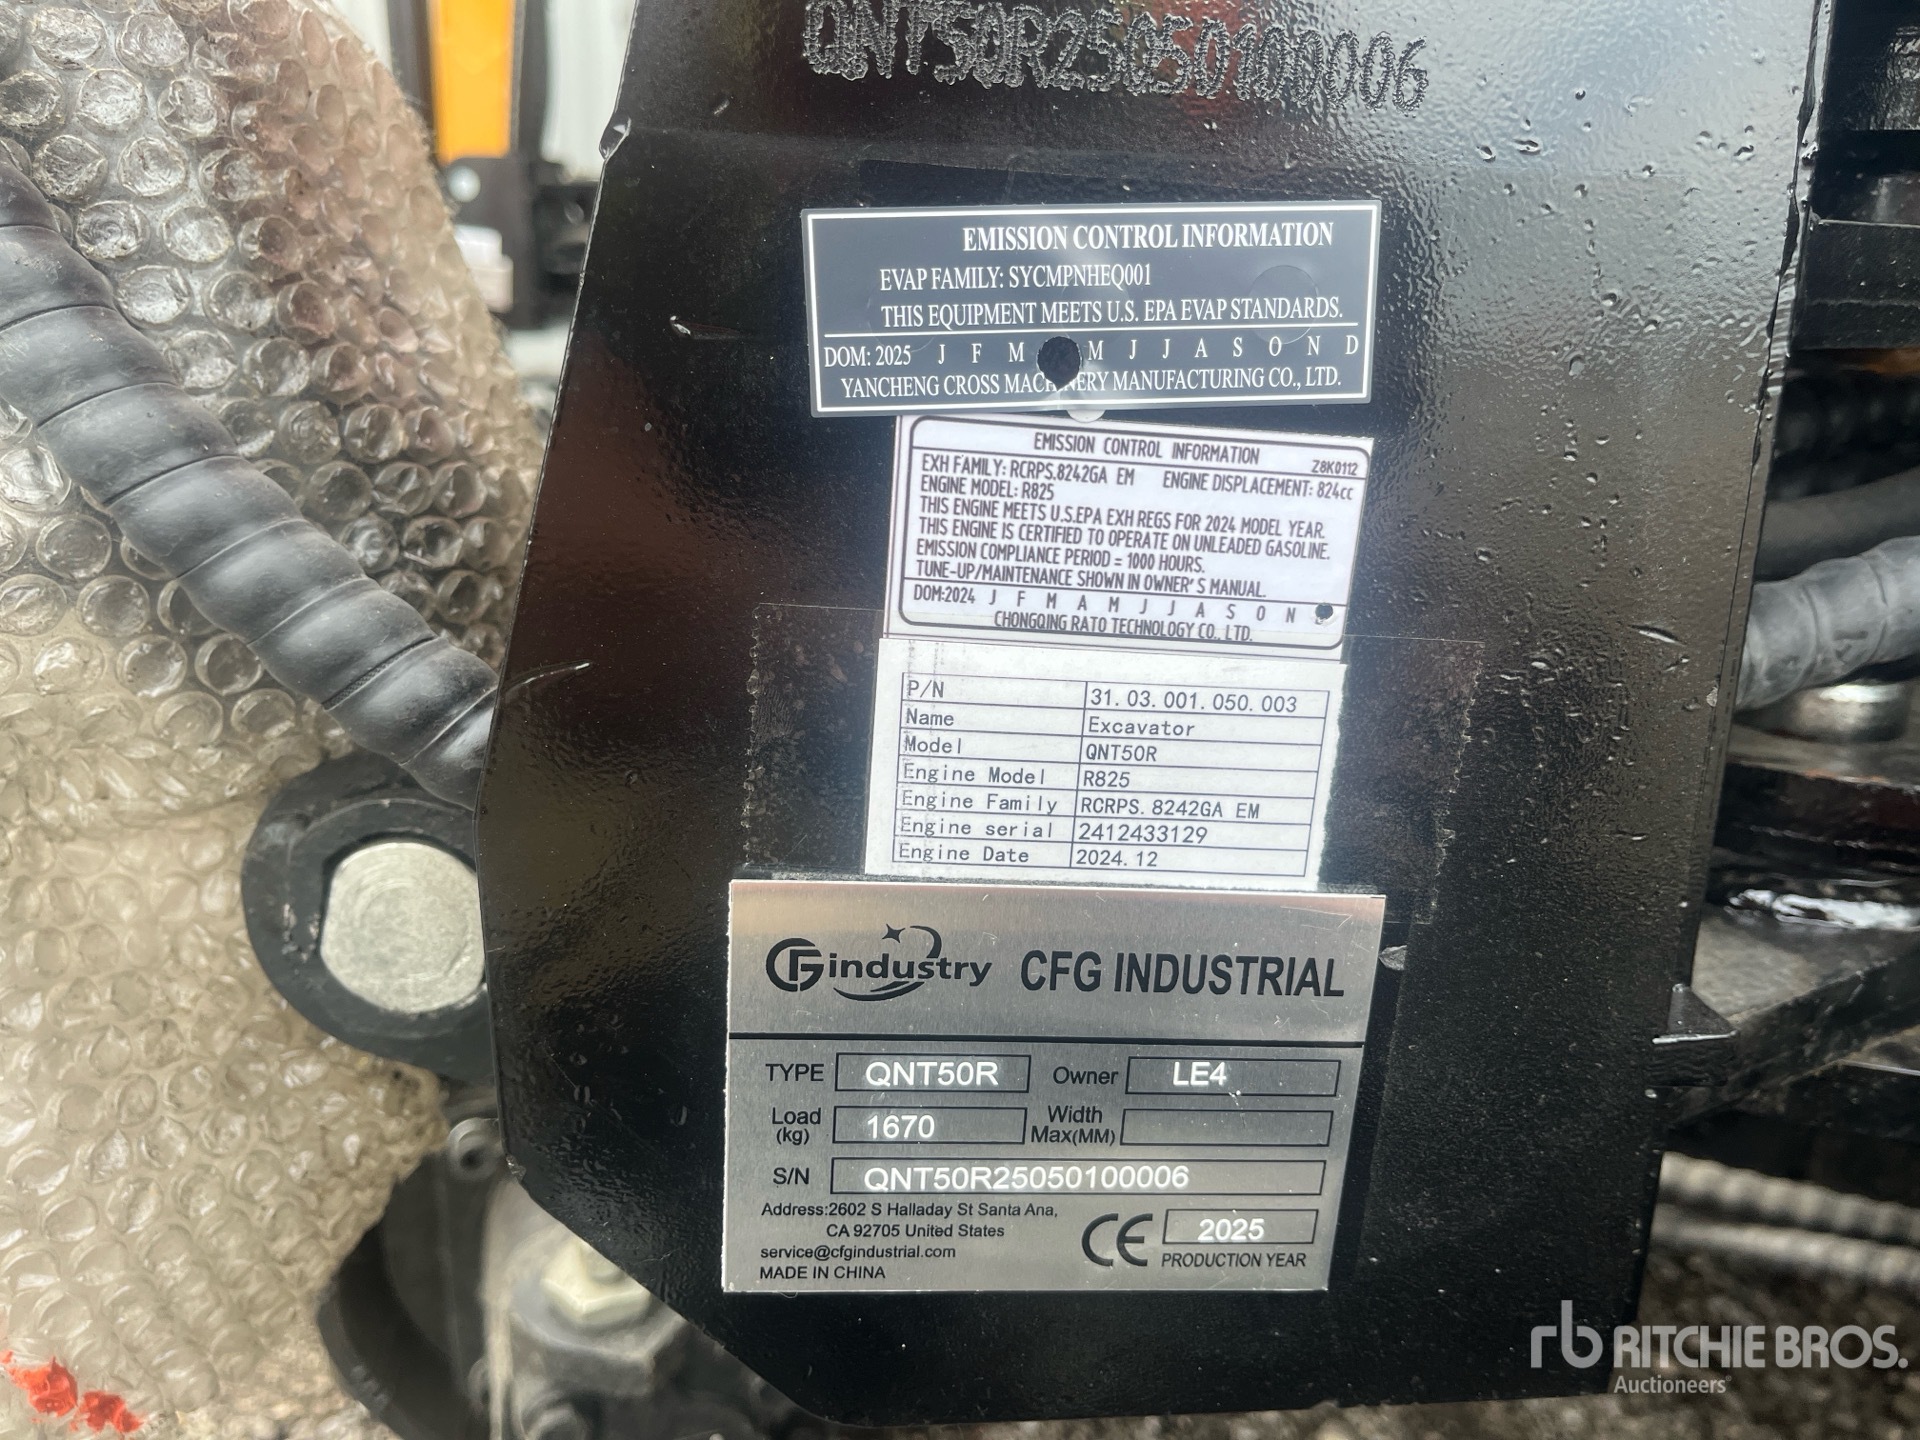 QNT50R25050100006
EMISSION CONTROL INFORMATION
EVAP FAMILY: SYCMPNHEQ001
THIS EQUIPMENT MEETS U.S. EPA EVAP STANDARDS.
DOM: 2025 J F M M J J A S O N D
YANCHENG CROSS MACHINERY MANUFACTURING CO., LTD.
EMISSION CONTROL INFORMATION Z8K0112
EXH FAMILY: RCRPS.8242GA EM ENGINE DISPLACEMENT: 824cc
ENGINE MODEL: R825
THIS ENGINE MEETS U.S.EPA EXH REGS FOR 2024 MODEL YEAR.
THIS ENGINE IS CERTIFIED TO OPERATE ON UNLEADED GASOLINE.
EMISSION COMPLIANCE PERIOD = 1000 HOURS.
TUNE-UP/MAINTENANCE SHOWN IN OWNER'S MANUAL.
DOM:2024 J F M A M J J A S O N
CHONGQING RATO TECHNOLOGY CO., LTD.
P/N 31.03.001.050.003
Name Excavator
Model QNT50R
Engine Model R825
Engine Family RCRPS.8242GA EM
Engine serial 2412433129
Engine Date 2024.12
CFG industry CFG INDUSTRIAL
TYPE QNT50R Owner LE4
Load (kg) 1670 Width Max(MM)
S/N QNT50R25050100006
Address:2602 S Halladay St Santa Ana,
CA 92705 United States
service@cfgindustrial.com
MADE IN CHINA
CE 2025
PRODUCTION YEAR
rb RITCHIE BROS.
Auctioneers